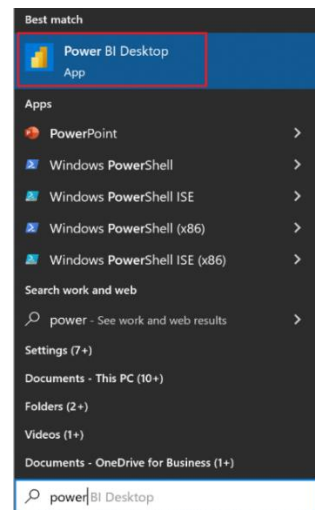 Best match
Power BI Desktop
App
Apps
PowerPoint
Windows PowerShell
Windows PowerShell ISE
Windows PowerShell (x86)
Windows PowerShell ISE (x86)
Search work and web
power - See work and web results
Settings (7+)
Documents - This PC (10+)
Folders (2+)
Videos (1+)
Documents - OneDrive for Business (1+)
power BI Desktop